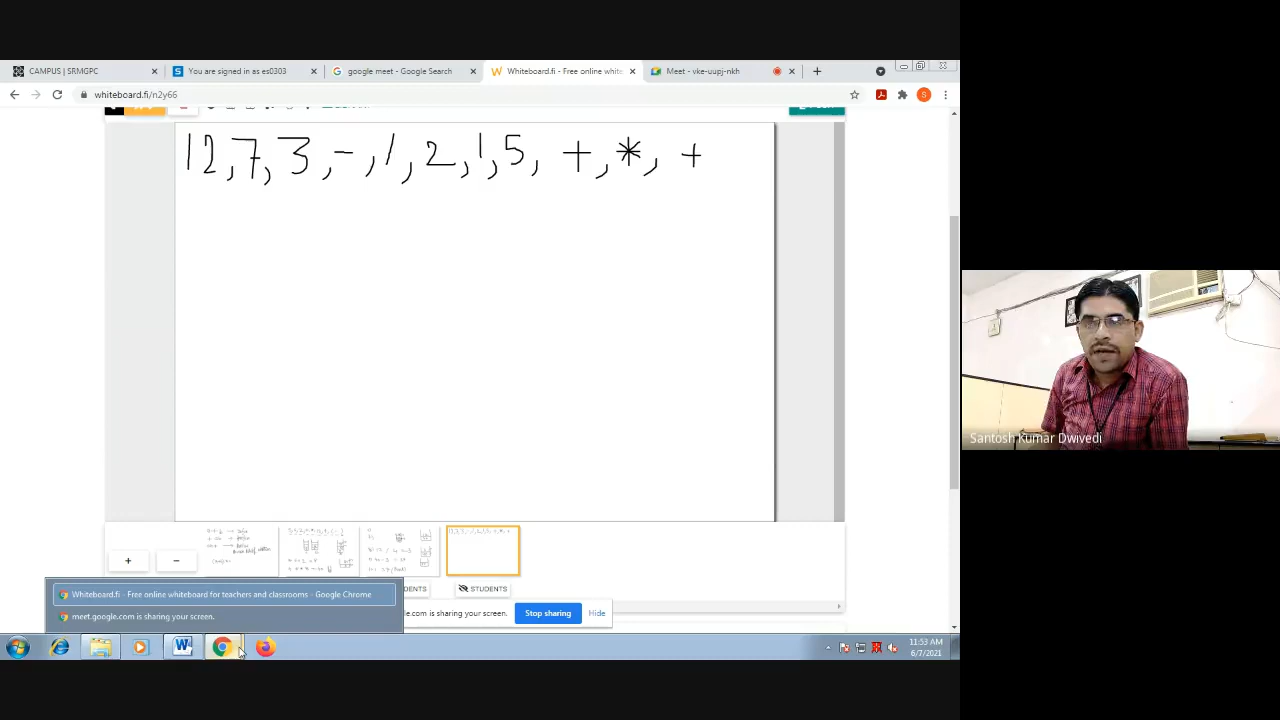 CAMPUS | SRMGPC
You are signed in as es0303
google meet - Google Search
Whiteboard.fi - Free online white
Meet - vke-uupj-nkh
whiteboard.fi/n2y66
S
12, 7, 3, -, /, 2, 1, 5, +, *, +
Santosh Kumar Dwivedi
+
-
Whiteboard.fi - Free online whiteboard for teachers and classrooms - Google Chrome
meet.google.com is sharing your screen.
DENTS
STUDENTS
le.com is sharing your screen.
Stop sharing
Hide
11:53 AM
6/7/2021